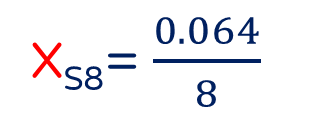 X_S8 = 0.064 / 8